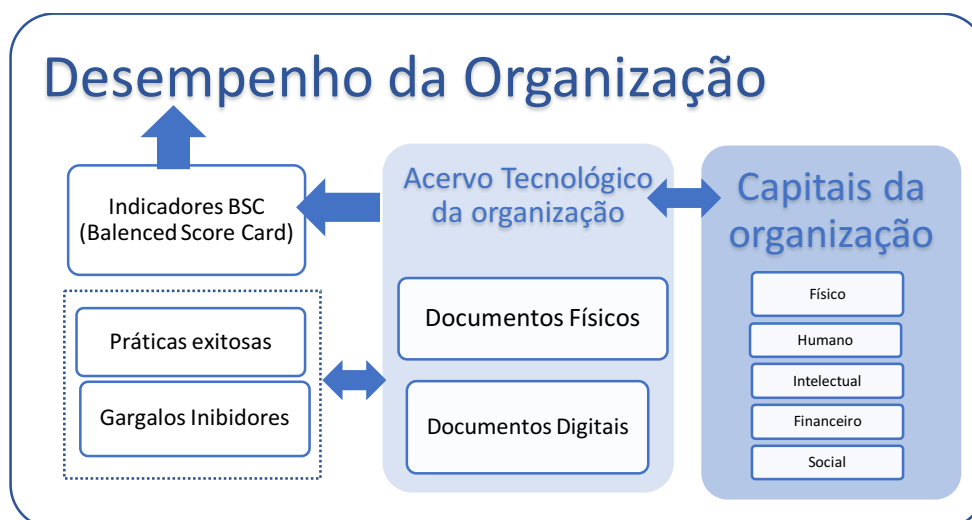 Desempenho da Organização
Indicadores BSC
(Balenced Score Card)
Práticas exitosas
Gargalos Inibidores
Acervo Tecnológico
da organização
Documentos Físicos
Documentos Digitais
Capitais da
organização
Físico
Humano
Intelectual
Financeiro
Social